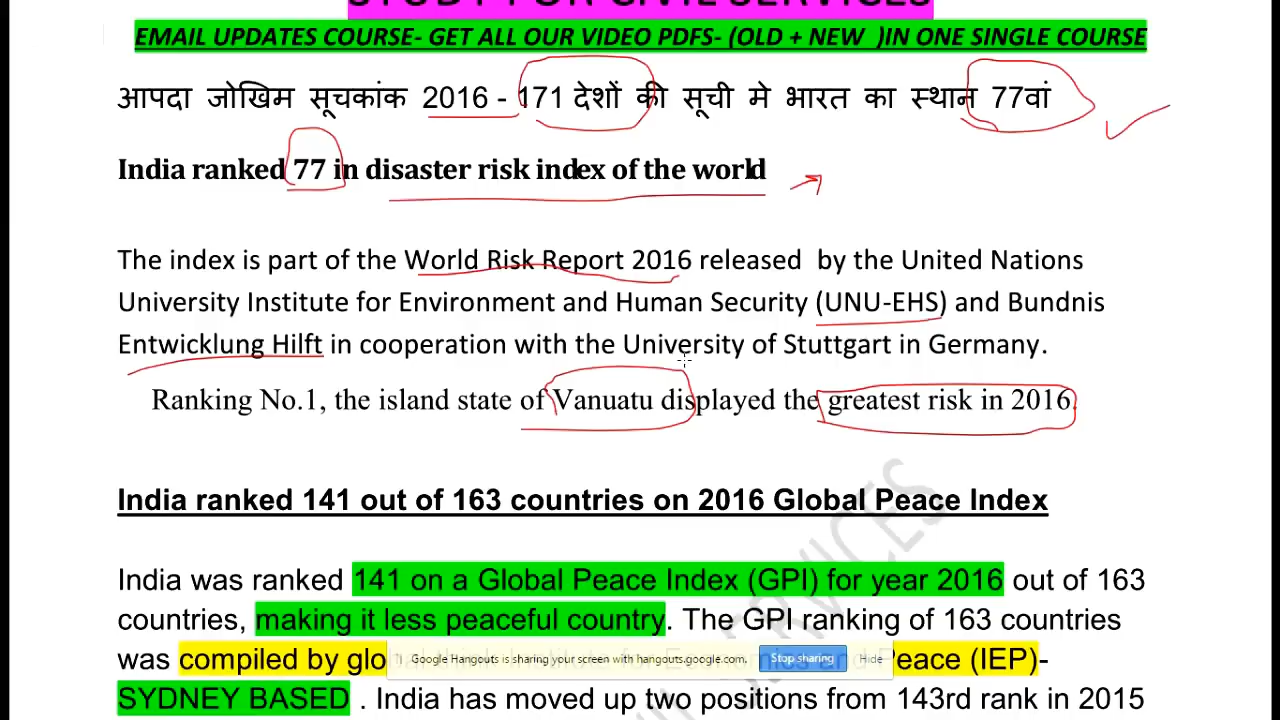 STUDY FOR CIVIL SERVICES
EMAIL UPDATES COURSE- GET ALL OUR VIDEO PDFS- (OLD + NEW )IN ONE SINGLE COURSE
आपदा जोखिम सूचकांक 2016 - 171 देशों की सूची मे भारत का स्थान 77वां
India ranked 77 in disaster risk index of the world
The index is part of the World Risk Report 2016 released by the United Nations
University Institute for Environment and Human Security (UNU-EHS) and Bundnis
Entwicklung Hilft in cooperation with the University of Stuttgart in Germany.
Ranking No.1, the island state of Vanuatu displayed the greatest risk in 2016.
India ranked 141 out of 163 countries on 2016 Global Peace Index
India was ranked 141 on a Global Peace Index (GPI) for year 2016 out of 163
countries, making it less peaceful country. The GPI ranking of 163 countries
was compiled by glo Peace (IEP)-
Google Hangouts is sharing your screen with hangouts.google.com. Stop sharing Hide
SYDNEY BASED . India has moved up two positions from 143rd rank in 2015
SERVICES